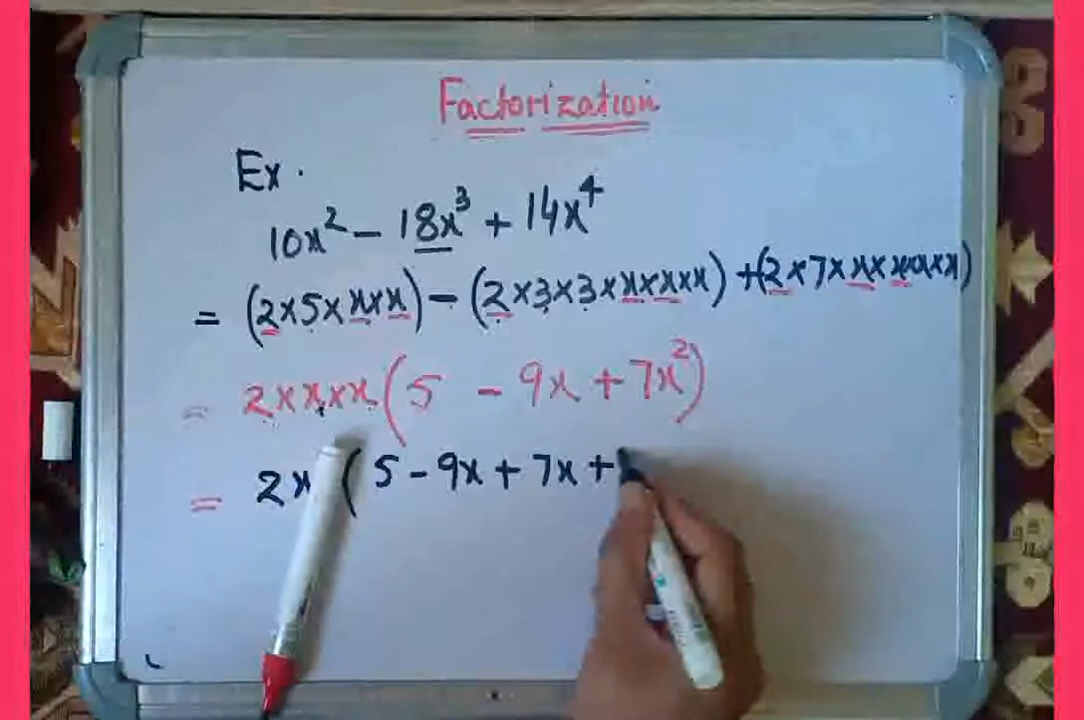 Factorization
Ex.
10x² - 18x³ + 14x⁴
= (2×5×x×x) - (2×3×3×x×x×x) + (2×7×x×x×x×x)
= 2×x×x(5 - 9x + 7x²)
= 2x (5 - 9x + 7x +